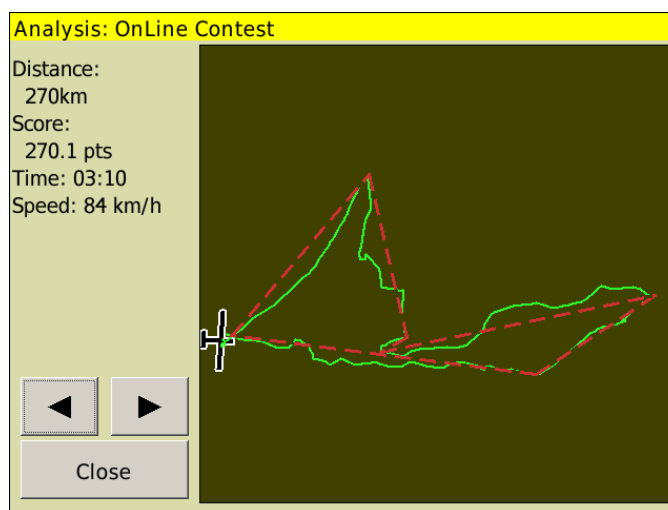 Analysis: OnLine Contest
Distance:
270km
Score:
270.1 pts
Time: 03:10
Speed: 84 km/h
Close